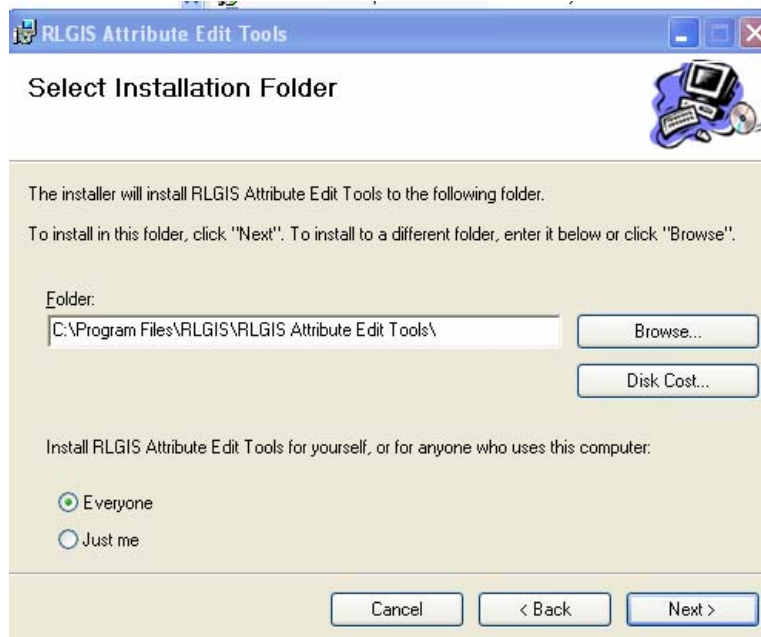 RLGIS Attribute Edit Tools
Select Installation Folder
The installer will install RLGIS Attribute Edit Tools to the following folder.
To install in this folder, click "Next". To install to a different folder, enter it below or click "Browse".
Folder:
C:\Program Files\RLGIS\RLGIS Attribute Edit Tools\
Browse...
Disk Cost...
Install RLGIS Attribute Edit Tools for yourself, or for anyone who uses this computer:
Everyone
Just me
Cancel
< Back
Next >